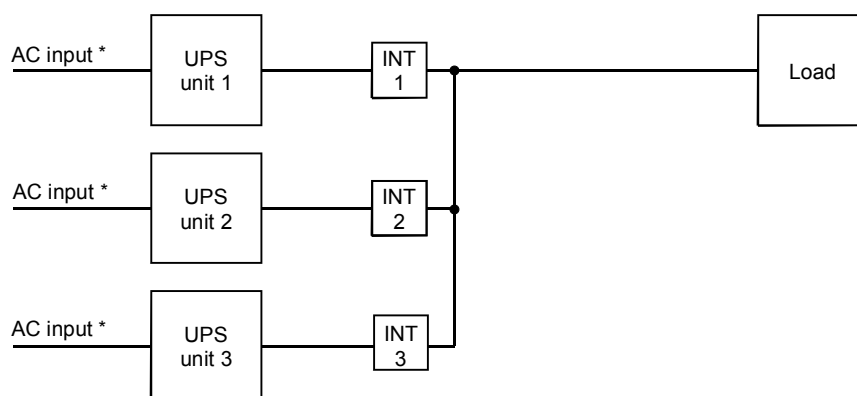 AC input *
UPS
unit 1
INT
1
Load
AC input *
UPS
unit 2
INT
2
AC input *
UPS
unit 3
INT
3